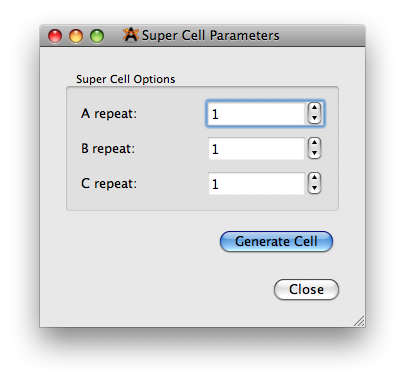 Super Cell Parameters
Super Cell Options
A repeat: 1
B repeat: 1
C repeat: 1
Generate Cell
Close